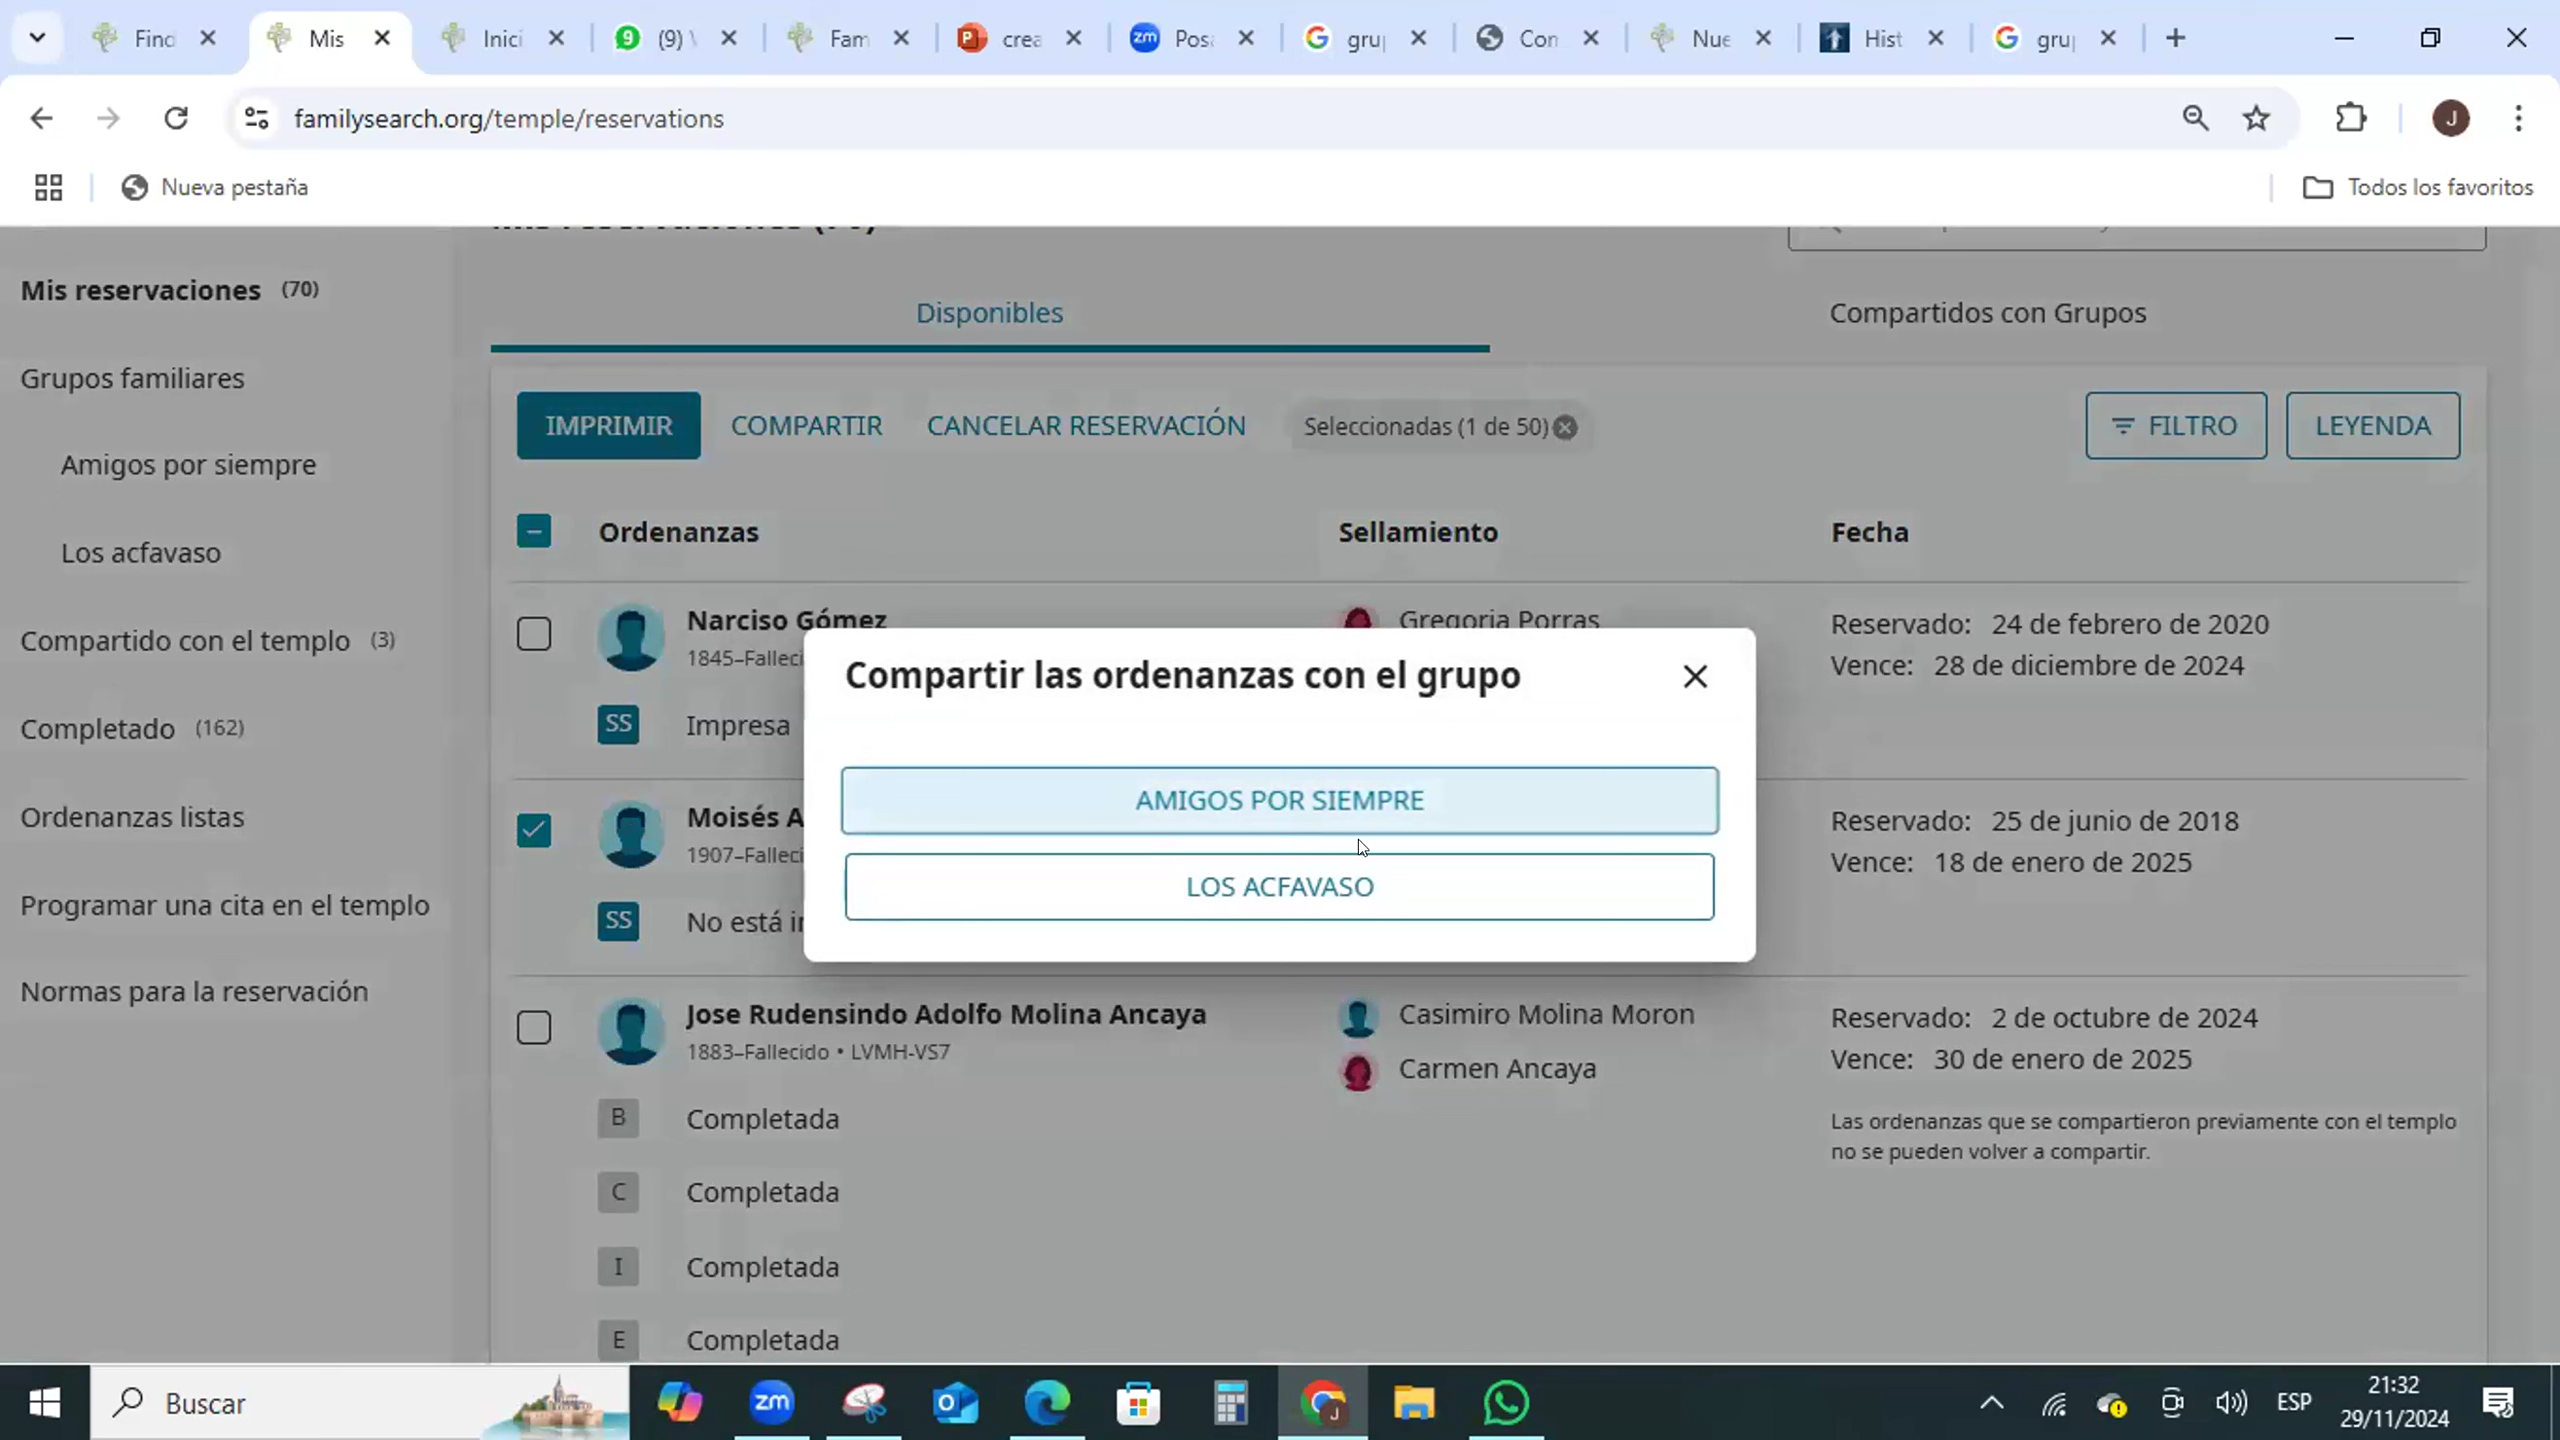 Find
Mis
Inici
(9)
Fam
crea
Posa
gru
Con
Nue
Hist
gru
familysearch.org/temple/reservations
J
Nueva pestaña
Todos los favoritos
Mis reservaciones (70)
Disponibles
Compartidos con Grupos
Grupos familiares
Amigos por siempre
Los acfavaso
Compartido con el templo (3)
Completado (162)
Ordenanzas listas
Programar una cita en el templo
Normas para la reservación
IMPRIMIR COMPARTIR CANCELAR RESERVACIÓN Seleccionadas (1 de 50) FILTRO LEYENDA
Ordenanzas Sellamiento Fecha
Narciso Gómez
1845–Falleci
SS Impresa
Gregoria Porras
Reservado: 24 de febrero de 2020
Vence: 28 de diciembre de 2024
Compartir las ordenanzas con el grupo
AMIGOS POR SIEMPRE
LOS ACFAVASO
Moisés A
1907–Falleci
SS No está i
Reservado: 25 de junio de 2018
Vence: 18 de enero de 2025
Jose Rudensindo Adolfo Molina Ancaya
1883–Fallecido • LVMH-VS7
Casimiro Molina Moron
Carmen Ancaya
Reservado: 2 de octubre de 2024
Vence: 30 de enero de 2025
Las ordenanzas que se compartieron previamente con el templo
no se pueden volver a compartir.
B Completada
C Completada
I Completada
E Completada
Buscar
zm
ESP
21:32
29/11/2024